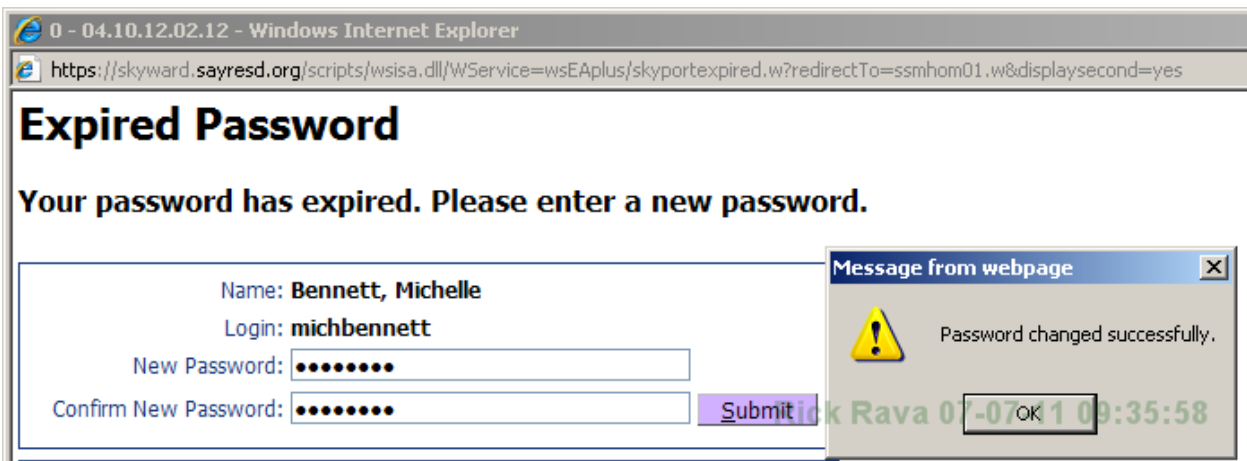 0 - 04.10.12.02.12 - Windows Internet Explorer
https://skyward.sayresd.org/scripts/wsisa.dll/WService=wsEAplus/skyportexpired.w?redirectTo=ssmhom01.w&displaysecond=yes
Expired Password
Your password has expired. Please enter a new password.
Name: Bennett, Michelle
Login: michbennett
New Password: ••••••••
Confirm New Password: ••••••••
Submit
Message from webpage
Password changed successfully.
OK
Rick Rava 07-07-11 09:35:58